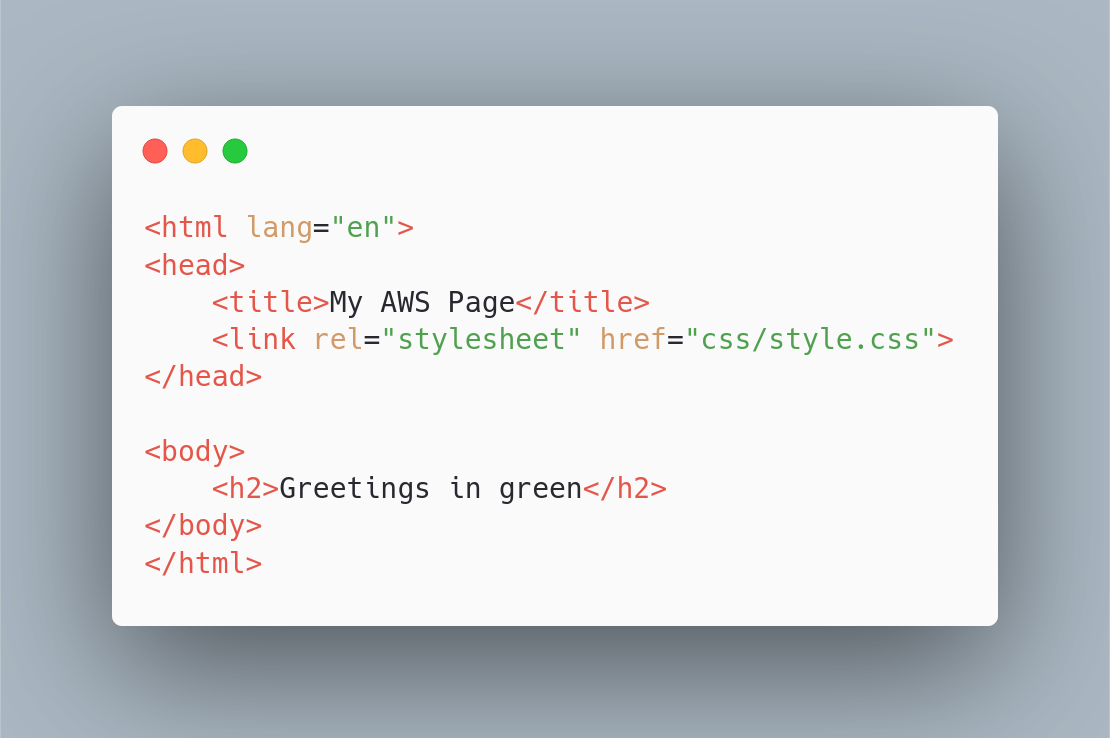 <html lang="en">
<head>
    <title>My AWS Page</title>
    <link rel="stylesheet" href="css/style.css">
</head>

<body>
    <h2>Greetings in green</h2>
</body>
</html>